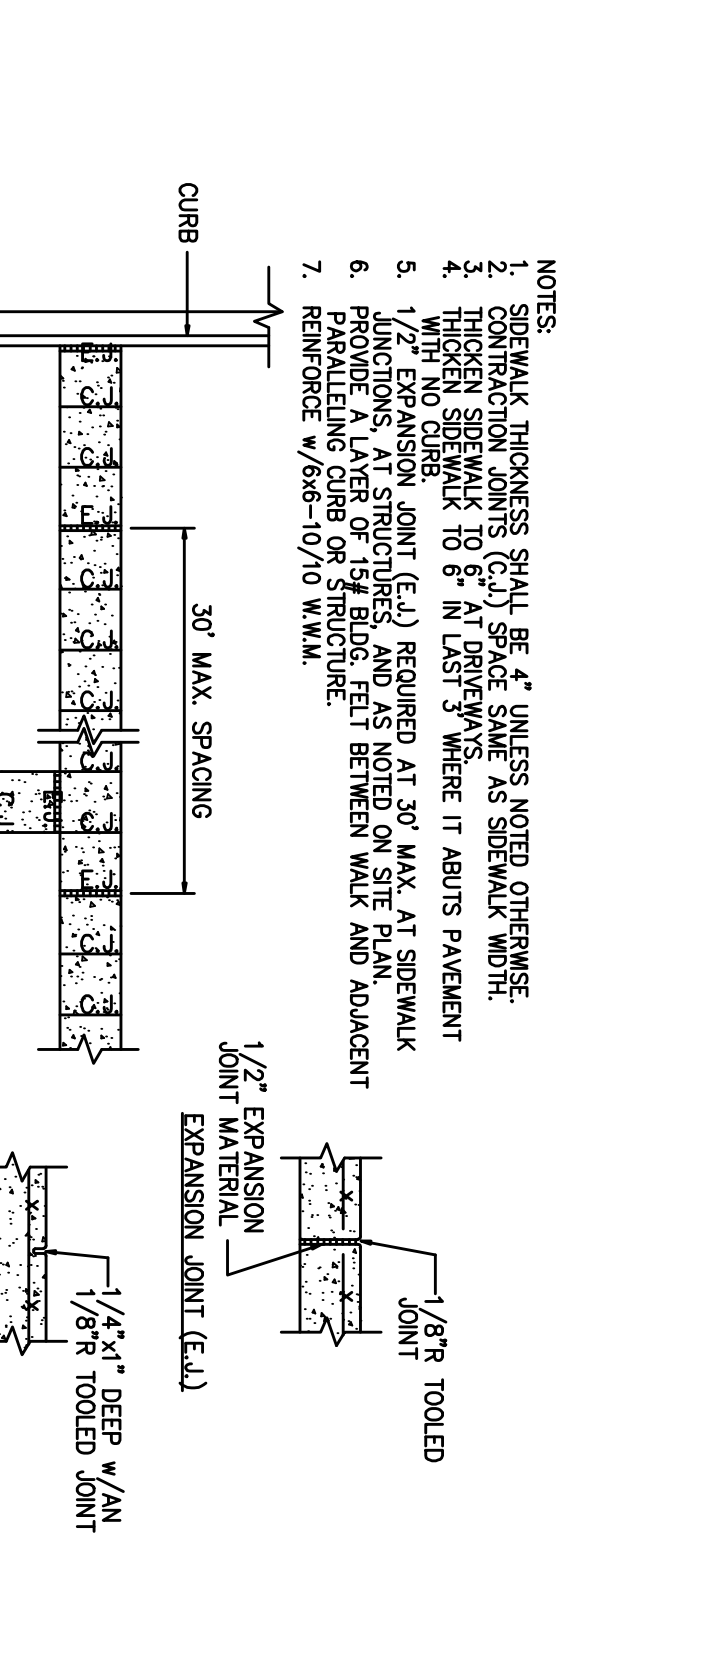 NOTES:
1. SIDEWALK THICKNESS SHALL BE 4" UNLESS NOTED OTHERWISE.
2. CONTRACTION JOINTS (C.J.) SPACE SAME AS SIDEWALK WIDTH.
3. THICKEN SIDEWALK TO 6" AT DRIVEWAYS.
4. THICKEN SIDEWALK TO 6" IN LAST 3' WHERE IT ABUTS PAVEMENT
WITH NO CURB.
5. 1/2" EXPANSION JOINT (E.J.) REQUIRED AT 30' MAX. AT SIDEWALK
JUNCTIONS, AT STRUCTURES, AND AS NOTED ON SITE PLAN.
6. PROVIDE A LAYER OF 15# BLDG. FELT BETWEEN WALK AND ADJACENT
PARALLELING CURB OR STRUCTURE.
7. REINFORCE w/6x6-10/10 W.W.M.
CURB
30' MAX. SPACING
E.J.
C.J.
C.J.
E.J.
C.J.
C.J.
C.J.
C.J.
C.J.
E.J.
C.J.
C.J.
E.J.
1/8"R TOOLED
JOINT
1/2" EXPANSION
JOINT MATERIAL
EXPANSION JOINT (E.J.)
1/4"x1" DEEP w/AN
1/8"R TOOLED JOINT